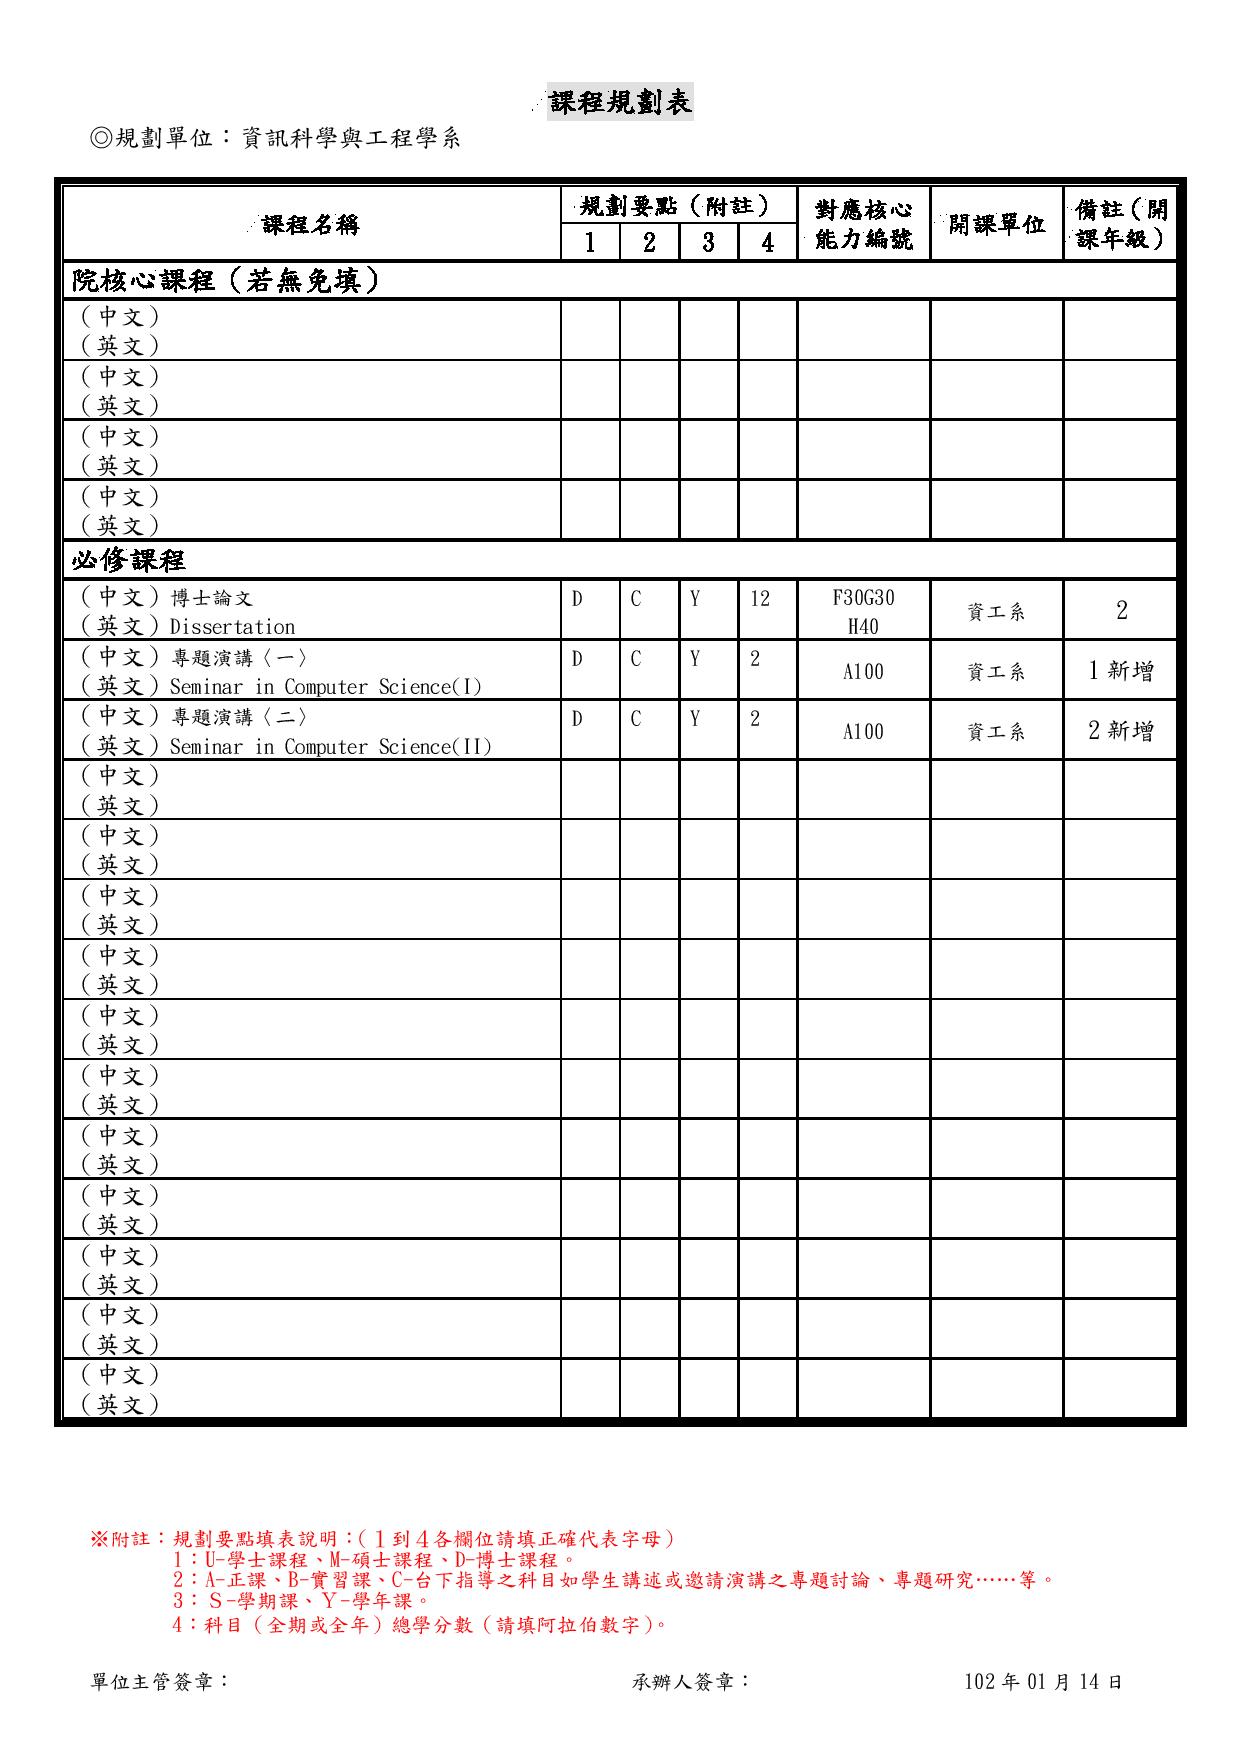 課程規劃表
◎規劃單位：資訊科學與工程學系
課程名稱 規劃要點（附註） 對應核心能力編號 開課單位 備註（開課年級）
1 2 3 4
院核心課程（若無免填）
（中文）
（英文）
（中文）
（英文）
（中文）
（英文）
（中文）
（英文）
必修課程
（中文）博士論文 D C Y 12 F30G30 資工系 2
（英文）Dissertation H40
（中文）專題演講〈一〉 D C Y 2 A100 資工系 1 新增
（英文）Seminar in Computer Science(I)
（中文）專題演講〈二〉 D C Y 2 A100 資工系 2 新增
（英文）Seminar in Computer Science(II)
（中文）
（英文）
（中文）
（英文）
（中文）
（英文）
（中文）
（英文）
（中文）
（英文）
（中文）
（英文）
（中文）
（英文）
（中文）
（英文）
（中文）
（英文）
（中文）
（英文）
（中文）
（英文）
※附註：規劃要點填表說明：(１到４各欄位請填正確代表字母）
1：U-學士課程、M-碩士課程、D-博士課程。
2：A-正課、B-實習課、C-台下指導之科目如學生講述或邀請演講之專題討論、專題研究……等。
3：Ｓ-學期課、Ｙ-學年課。
4：科目（全期或全年）總學分數（請填阿拉伯數字)。
單位主管簽章： 承辦人簽章： 102 年 01 月 14 日